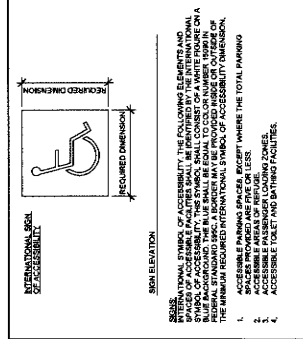 INTERNATIONAL SIGN
OF ACCESSIBILITY
REQUIRED DIMENSION
REQUIRED DIMENSION
SIGN ELEVATION
SIGNS:
INTERNATIONAL SYMBOL OF ACCESSIBILITY. THE FOLLOWING ELEMENTS AND
SPACES OF ACCESSIBLE FACILITIES SHALL BE IDENTIFIED BY THE INTERNATIONAL
SYMBOL OF ACCESSIBILITY. THIS SYMBOL SHALL CONSIST OF A WHITE FIGURE ON A
BLUE BACKGROUND. THE BLUE SHALL BE EQUAL TO COLOR NUMBER 15090 IN
FEDERAL STANDARD 595C. A BORDER MAY BE PROVIDED INSIDE OR OUTSIDE OF
THE MINIMUM REQUIRED INTERNATIONAL SYMBOL OF ACCESSIBILITY DIMENSION.
1. ACCESSIBLE PARKING SPACES, EXCEPT WHERE THE TOTAL PARKING
SPACES PROVIDED ARE FIVE OR LESS.
2. ACCESSIBLE AREAS OF REFUGE.
3. ACCESSIBLE PASSENGER LOADING ZONES.
4. ACCESSIBLE TOILET AND BATHING FACILITIES.